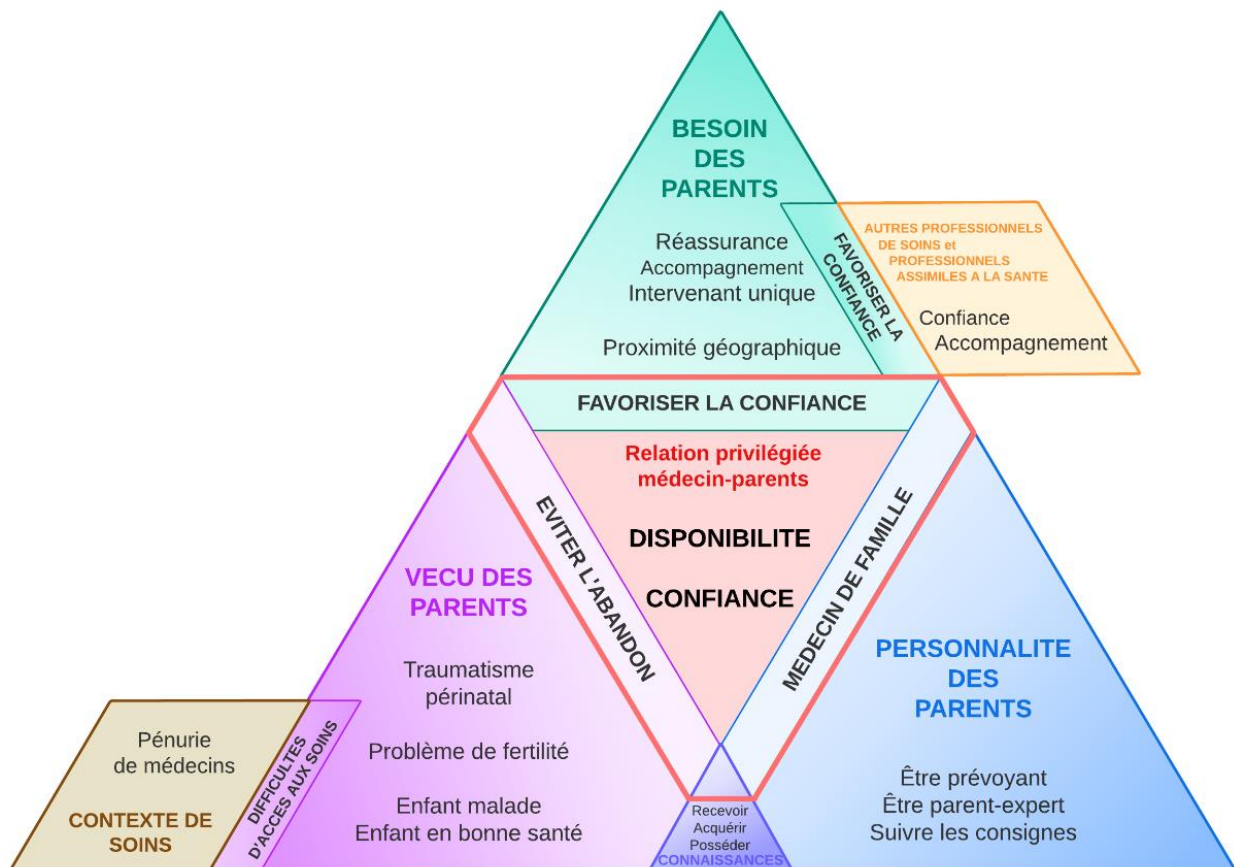 BESOIN
DES
PARENTS
Réassurance
Accompagnement
Intervenant unique
Proximité géographique
FAVORISER LA
CONFIANCE
AUTRES PROFESSIONNELS
DE SOINS et
PROFESSIONNELS
ASSIMILES A LA SANTE
Confiance
Accompagnement
FAVORISER LA CONFIANCE
Relation privilégiée
médecin-parents
DISPONIBILITE
CONFIANCE
EVITER L'ABANDON
MEDECIN DE FAMILLE
VECU DES
PARENTS
Traumatisme
périnatal
Problème de fertilité
Enfant malade
Enfant en bonne santé
PERSONNALITE
DES
PARENTS
Être prévoyant
Être parent-expert
Suivre les consignes
Pénurie
de médecins
CONTEXTE DE
SOINS
DIFFICULTES
D'ACCES AUX SOINS
Recevoir
Acquérir
Posséder
CONNAISSANCES